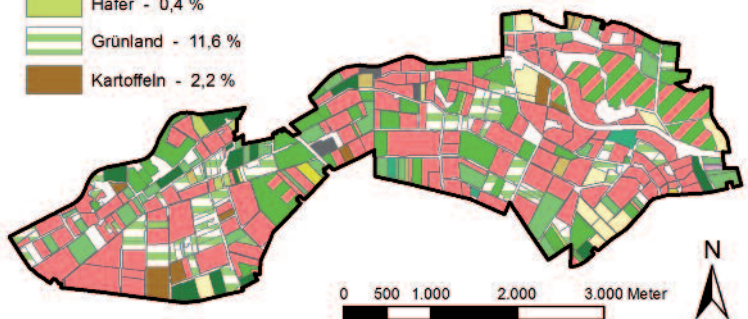 Hafer - 0,4 %
Grünland - 11,6 %
Kartoffeln - 2,2 %
N
0 500 1.000 2.000 3.000 Meter